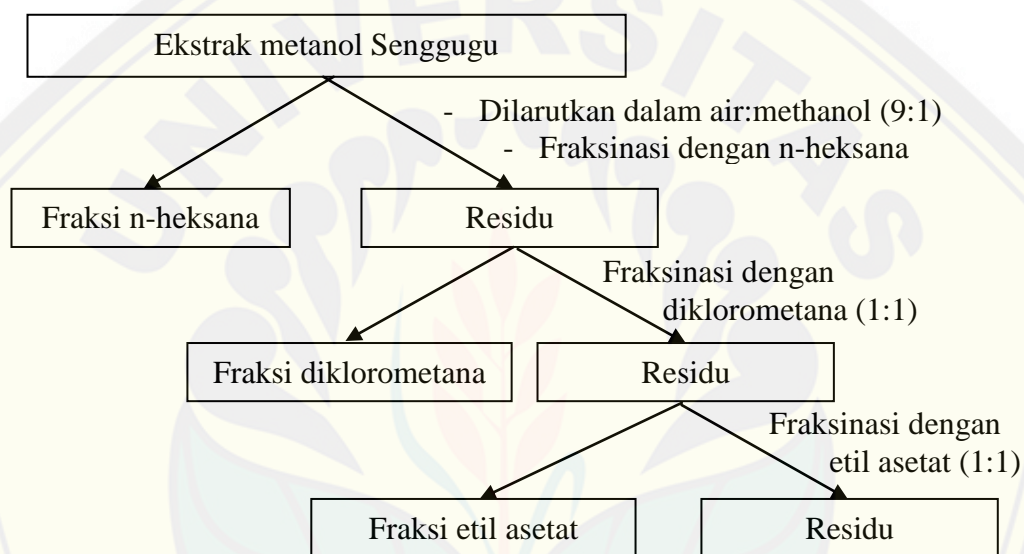 Ekstrak metanol Senggugu
- Dilarutkan dalam air:methanol (9:1)
- Fraksinasi dengan n-heksana
Fraksi n-heksana
Residu
Fraksinasi dengan
diklorometana (1:1)
Fraksi diklorometana
Residu
Fraksinasi dengan
etil asetat (1:1)
Fraksi etil asetat
Residu
UNIVERSITAS